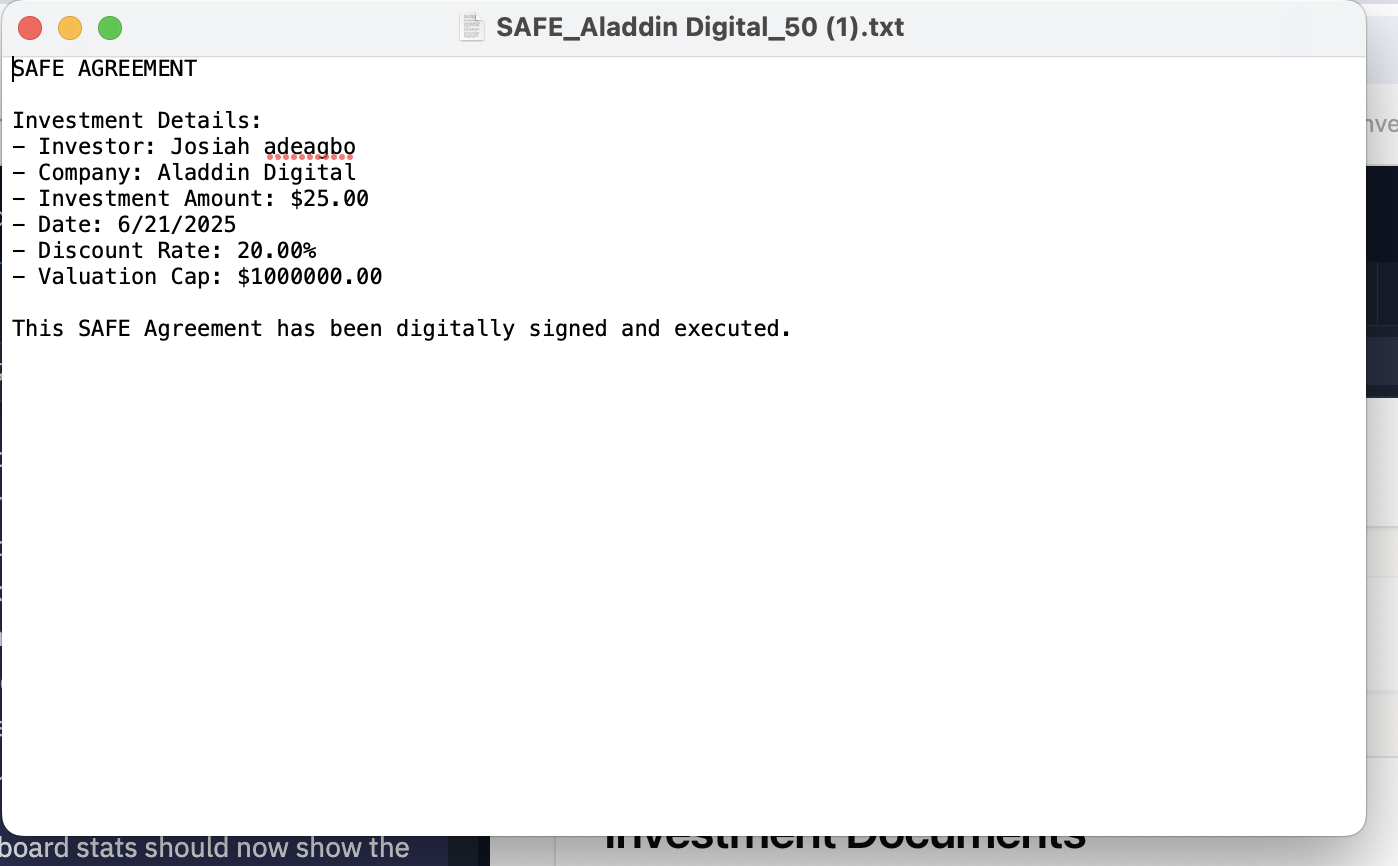 SAFE_Aladdin Digital_50 (1).txt
SAFE AGREEMENT
Investment Details:
- Investor: Josiah adeagbo
- Company: Aladdin Digital
- Investment Amount: $25.00
- Date: 6/21/2025
- Discount Rate: 20.00%
- Valuation Cap: $1000000.00
This SAFE Agreement has been digitally signed and executed.
board stats should now show the
Investment Documents